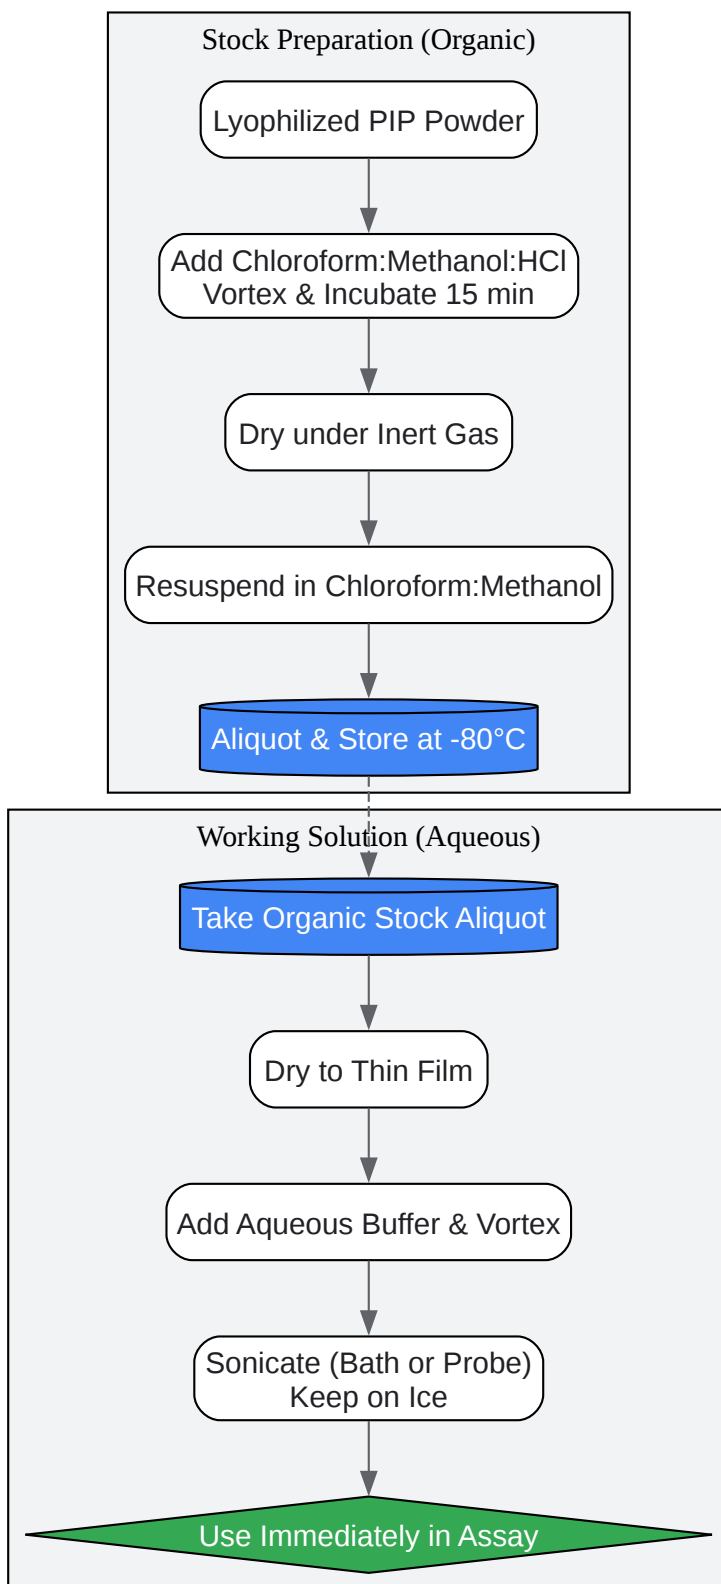 Stock Preparation (Organic)
Lyophilized PIP Powder
Add Chloroform:Methanol:HCl
Vortex & Incubate 15 min
Dry under Inert Gas
Resuspend in Chloroform:Methanol
Aliquot & Store at -80°C
Working Solution (Aqueous)
Take Organic Stock Aliquot
Dry to Thin Film
Add Aqueous Buffer & Vortex
Sonicate (Bath or Probe)
Keep on Ice
Use Immediately in Assay